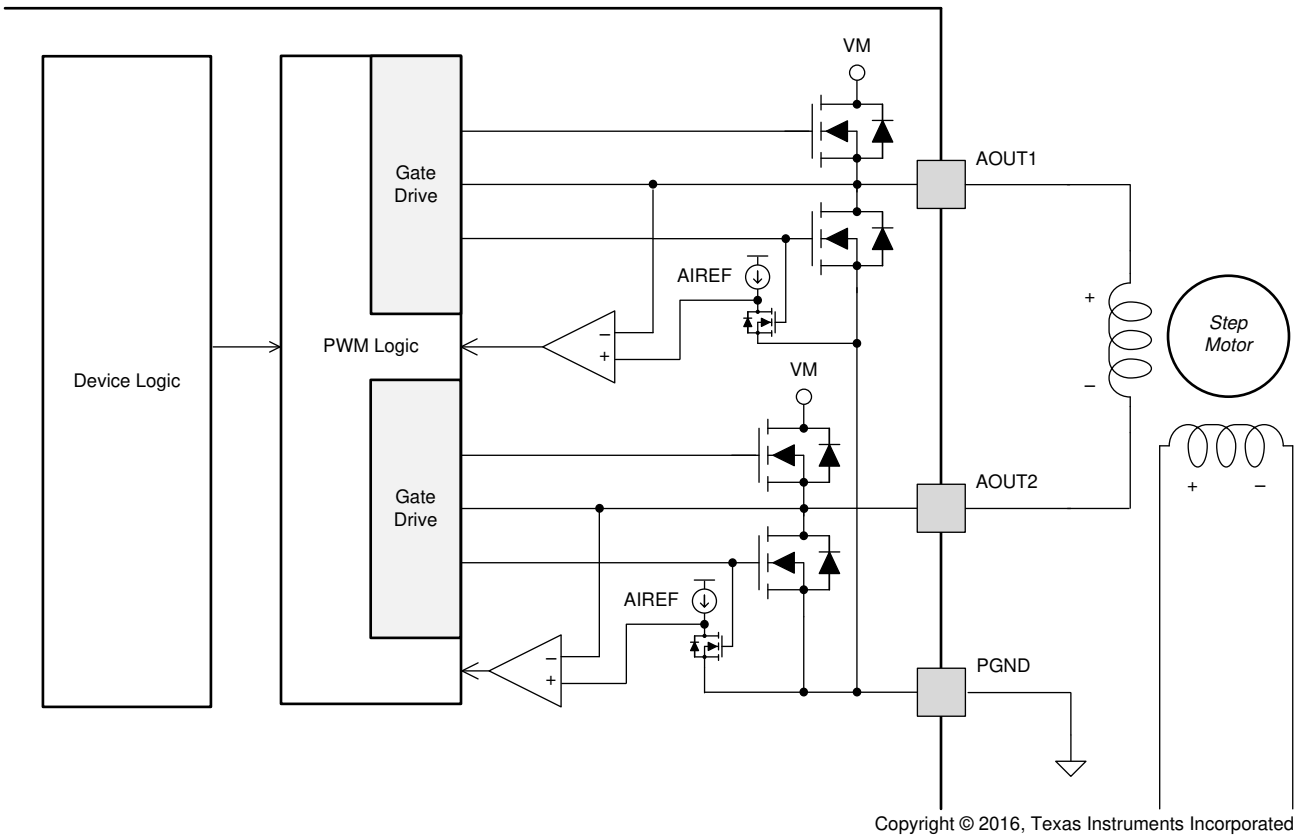 VM
AOUT1
Gate
Drive
AIREF
+
−
Step
Motor
−
+
PWM Logic
Device Logic
VM
AOUT2
Gate
Drive
+ −
AIREF
−
+
PGND
Copyright © 2016, Texas Instruments Incorporated